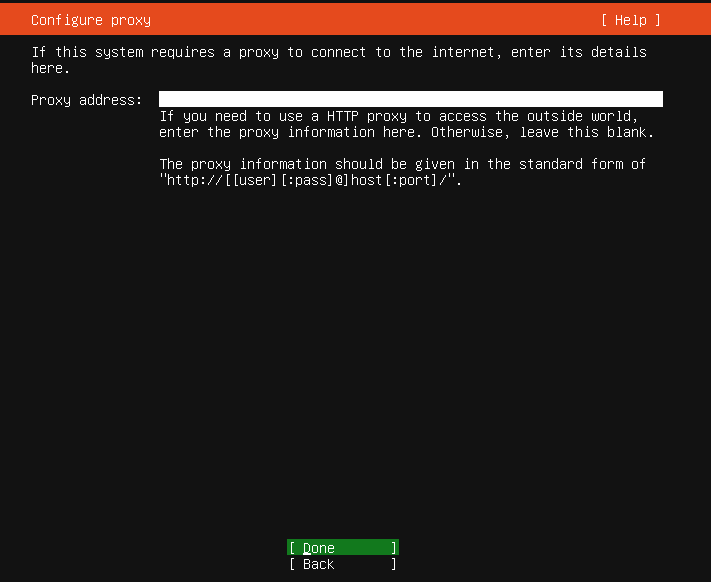 Configure proxy [ Help ]
If this system requires a proxy to connect to the internet, enter its details
here.
Proxy address:
If you need to use a HTTP proxy to access the outside world,
enter the proxy information here. Otherwise, leave this blank.
The proxy information should be given in the standard form of
"http://[[user][:pass]@]host[:port]/".
[ Done ]
[ Back ]